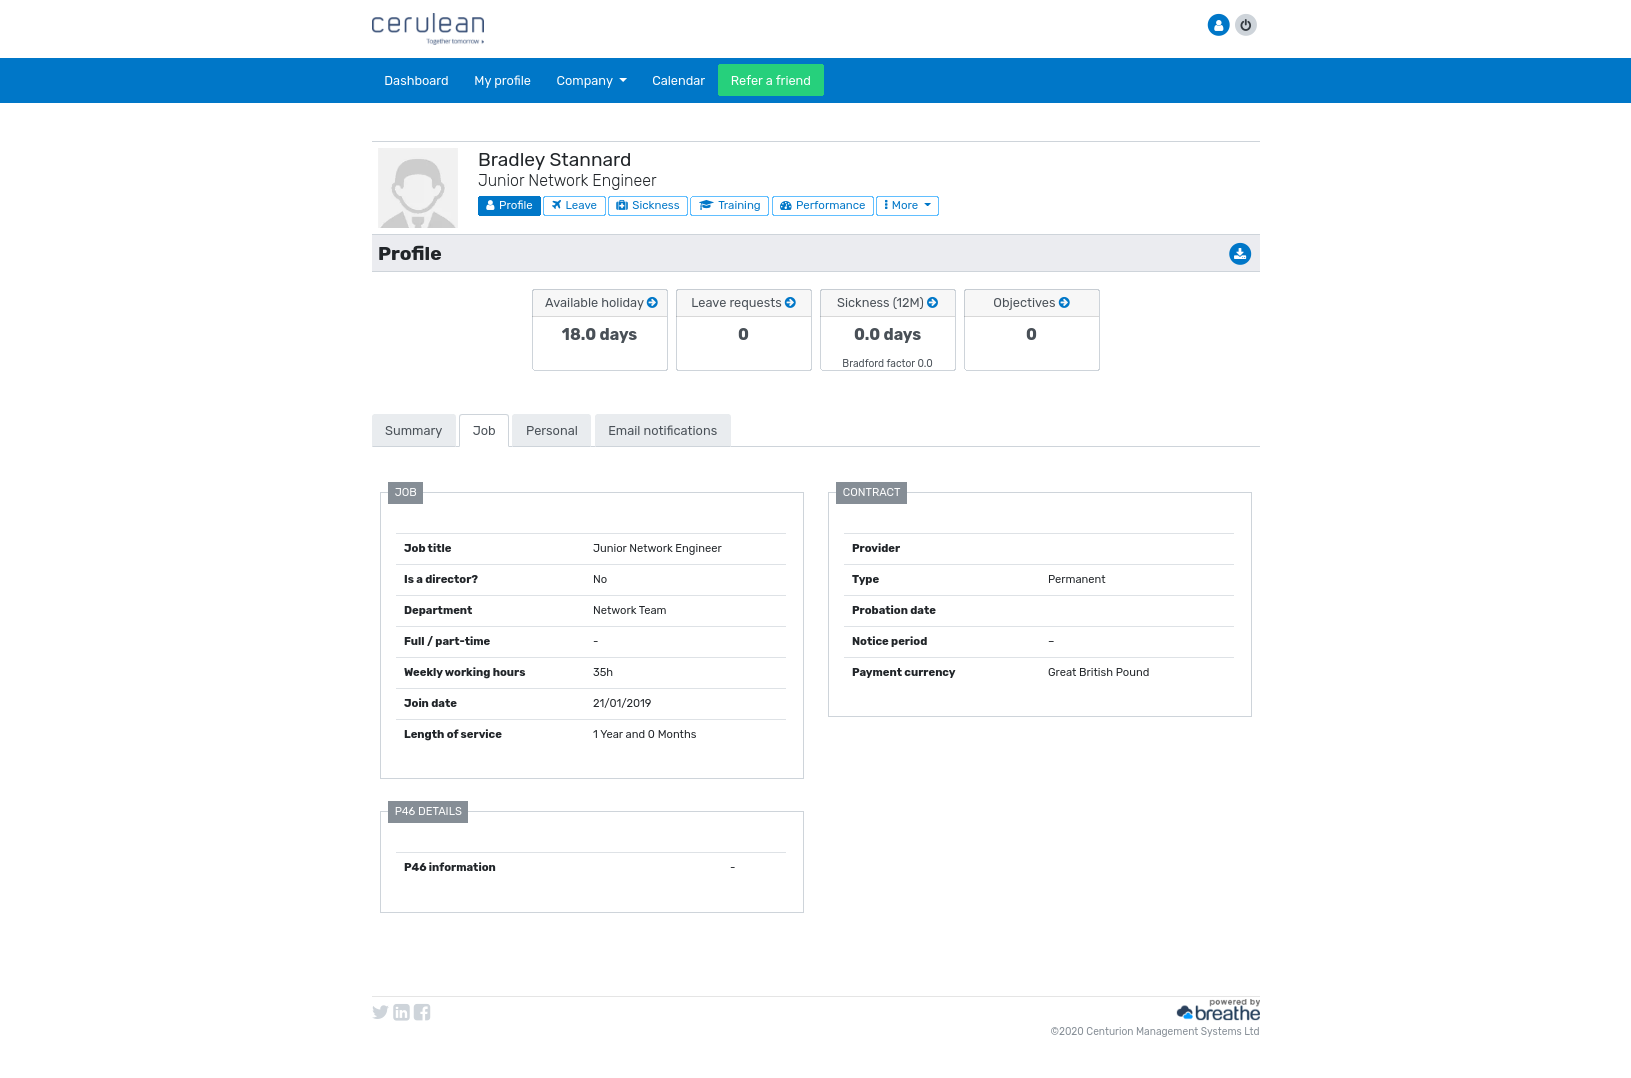 cerulean
Together tomorrow
Dashboard My profile Company Calendar Refer a friend
Bradley Stannard
Junior Network Engineer
Profile Leave Sickness Training Performance More
Profile
Available holiday Leave requests Sickness (12M) Objectives
18.0 days 0 0.0 days 0
Bradford factor 0.0
Summary Job Personal Email notifications
JOB
Job title Junior Network Engineer
Is a director? No
Department Network Team
Full / part-time -
Weekly working hours 35h
Join date 21/01/2019
Length of service 1 Year and 0 Months
CONTRACT
Provider
Type Permanent
Probation date
Notice period –
Payment currency Great British Pound
P46 DETAILS
P46 information -
powered by
breathe
©2020 Centurion Management Systems Ltd